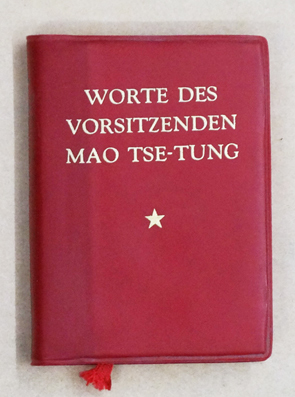 WORTE DES
VORSITZENDEN
MAO TSE-TUNG